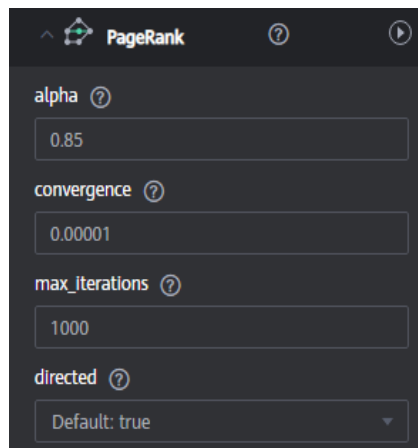 PageRank
alpha
0.85
convergence
0.00001
max_iterations
1000
directed
Default: true